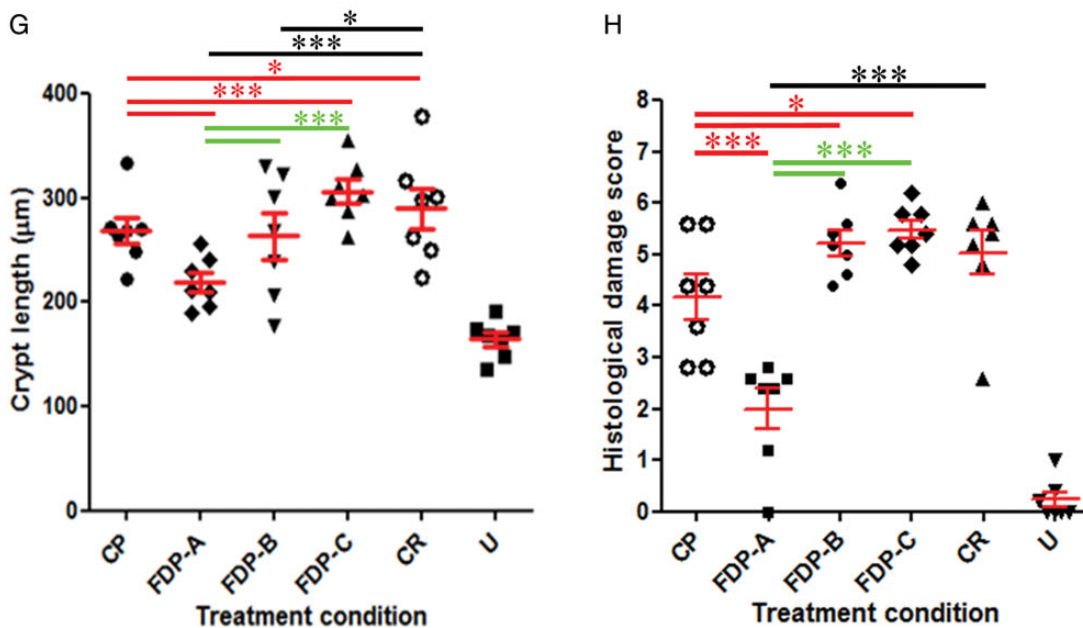 G
*
***
*
***
***
400
300
200
100
0
Crypt length (μm)
CP
FDP-A
FDP-B
FDP-C
CR
U
Treatment condition
H
***
*
***
***
8
7
6
5
4
3
2
1
0
Histological damage score
CP
FDP-A
FDP-B
FDP-C
CR
U
Treatment condition